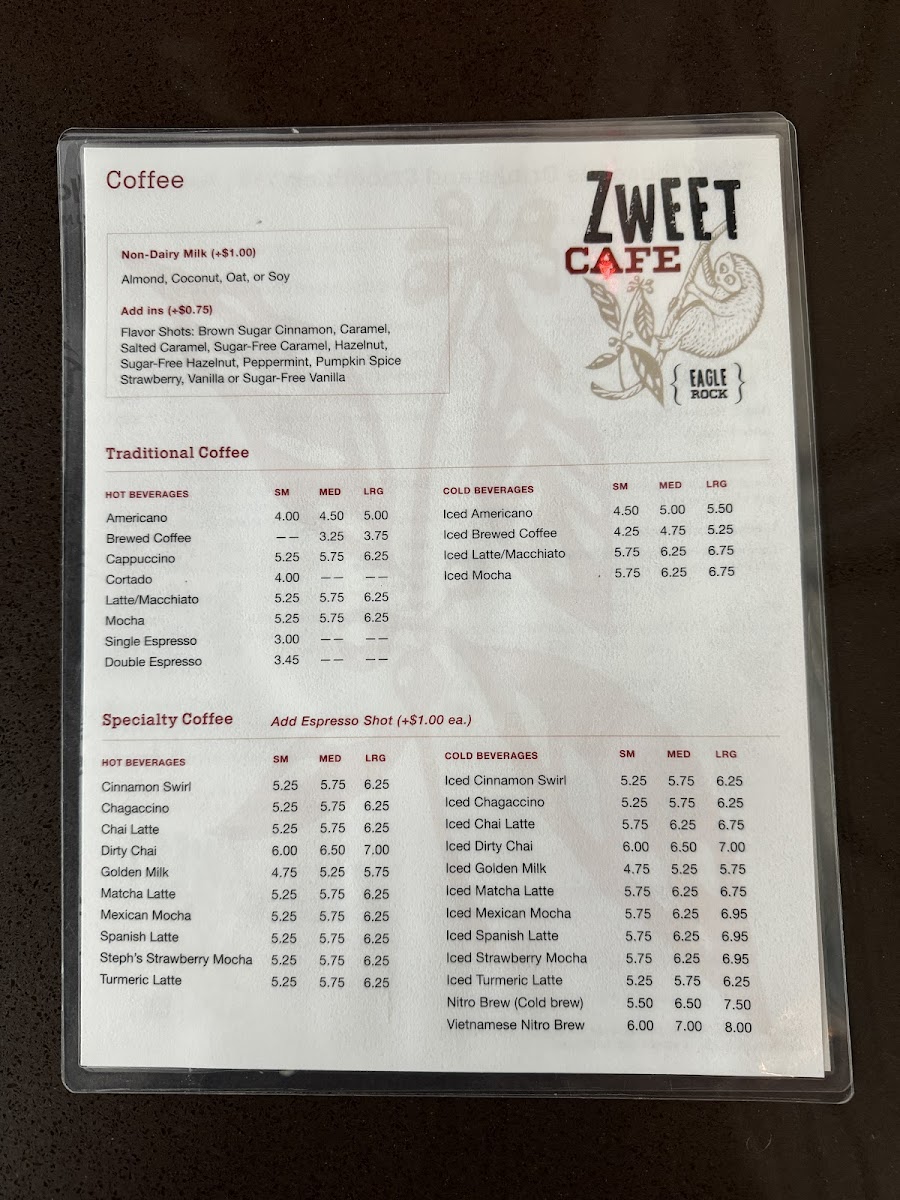 Coffee
ZWEET
CAFE
{ EAGLE
ROCK }
Non-Dairy Milk (+$1.00)
Almond, Coconut, Oat, or Soy
Add ins (+$0.75)
Flavor Shots: Brown Sugar Cinnamon, Caramel,
Salted Caramel, Sugar-Free Caramel, Hazelnut,
Sugar-Free Hazelnut, Peppermint, Pumpkin Spice
Strawberry, Vanilla or Sugar-Free Vanilla
Traditional Coffee
HOT BEVERAGES SM MED LRG
Americano 4.00 4.50 5.00
Brewed Coffee –– 3.25 3.75
Cappuccino 5.25 5.75 6.25
Cortado 4.00 –– ––
Latte/Macchiato 5.25 5.75 6.25
Mocha 5.25 5.75 6.25
Single Espresso 3.00 –– ––
Double Espresso 3.45 –– ––
COLD BEVERAGES SM MED LRG
Iced Americano 4.50 5.00 5.50
Iced Brewed Coffee 4.25 4.75 5.25
Iced Latte/Macchiato 5.75 6.25 6.75
Iced Mocha 5.75 6.25 6.75
Specialty Coffee Add Espresso Shot (+$1.00 ea.)
HOT BEVERAGES SM MED LRG
Cinnamon Swirl 5.25 5.75 6.25
Chagaccino 5.25 5.75 6.25
Chai Latte 5.25 5.75 6.25
Dirty Chai 6.00 6.50 7.00
Golden Milk 4.75 5.25 5.75
Matcha Latte 5.25 5.75 6.25
Mexican Mocha 5.25 5.75 6.25
Spanish Latte 5.25 5.75 6.25
Steph's Strawberry Mocha 5.25 5.75 6.25
Turmeric Latte 5.25 5.75 6.25
COLD BEVERAGES SM MED LRG
Iced Cinnamon Swirl 5.25 5.75 6.25
Iced Chagaccino 5.25 5.75 6.25
Iced Chai Latte 5.75 6.25 6.75
Iced Dirty Chai 6.00 6.50 7.00
Iced Golden Milk 4.75 5.25 5.75
Iced Matcha Latte 5.75 6.25 6.75
Iced Mexican Mocha 5.75 6.25 6.95
Iced Spanish Latte 5.75 6.25 6.95
Iced Strawberry Mocha 5.75 6.25 6.95
Iced Turmeric Latte 5.25 5.75 6.25
Nitro Brew (Cold brew) 5.50 6.50 7.50
Vietnamese Nitro Brew 6.00 7.00 8.00